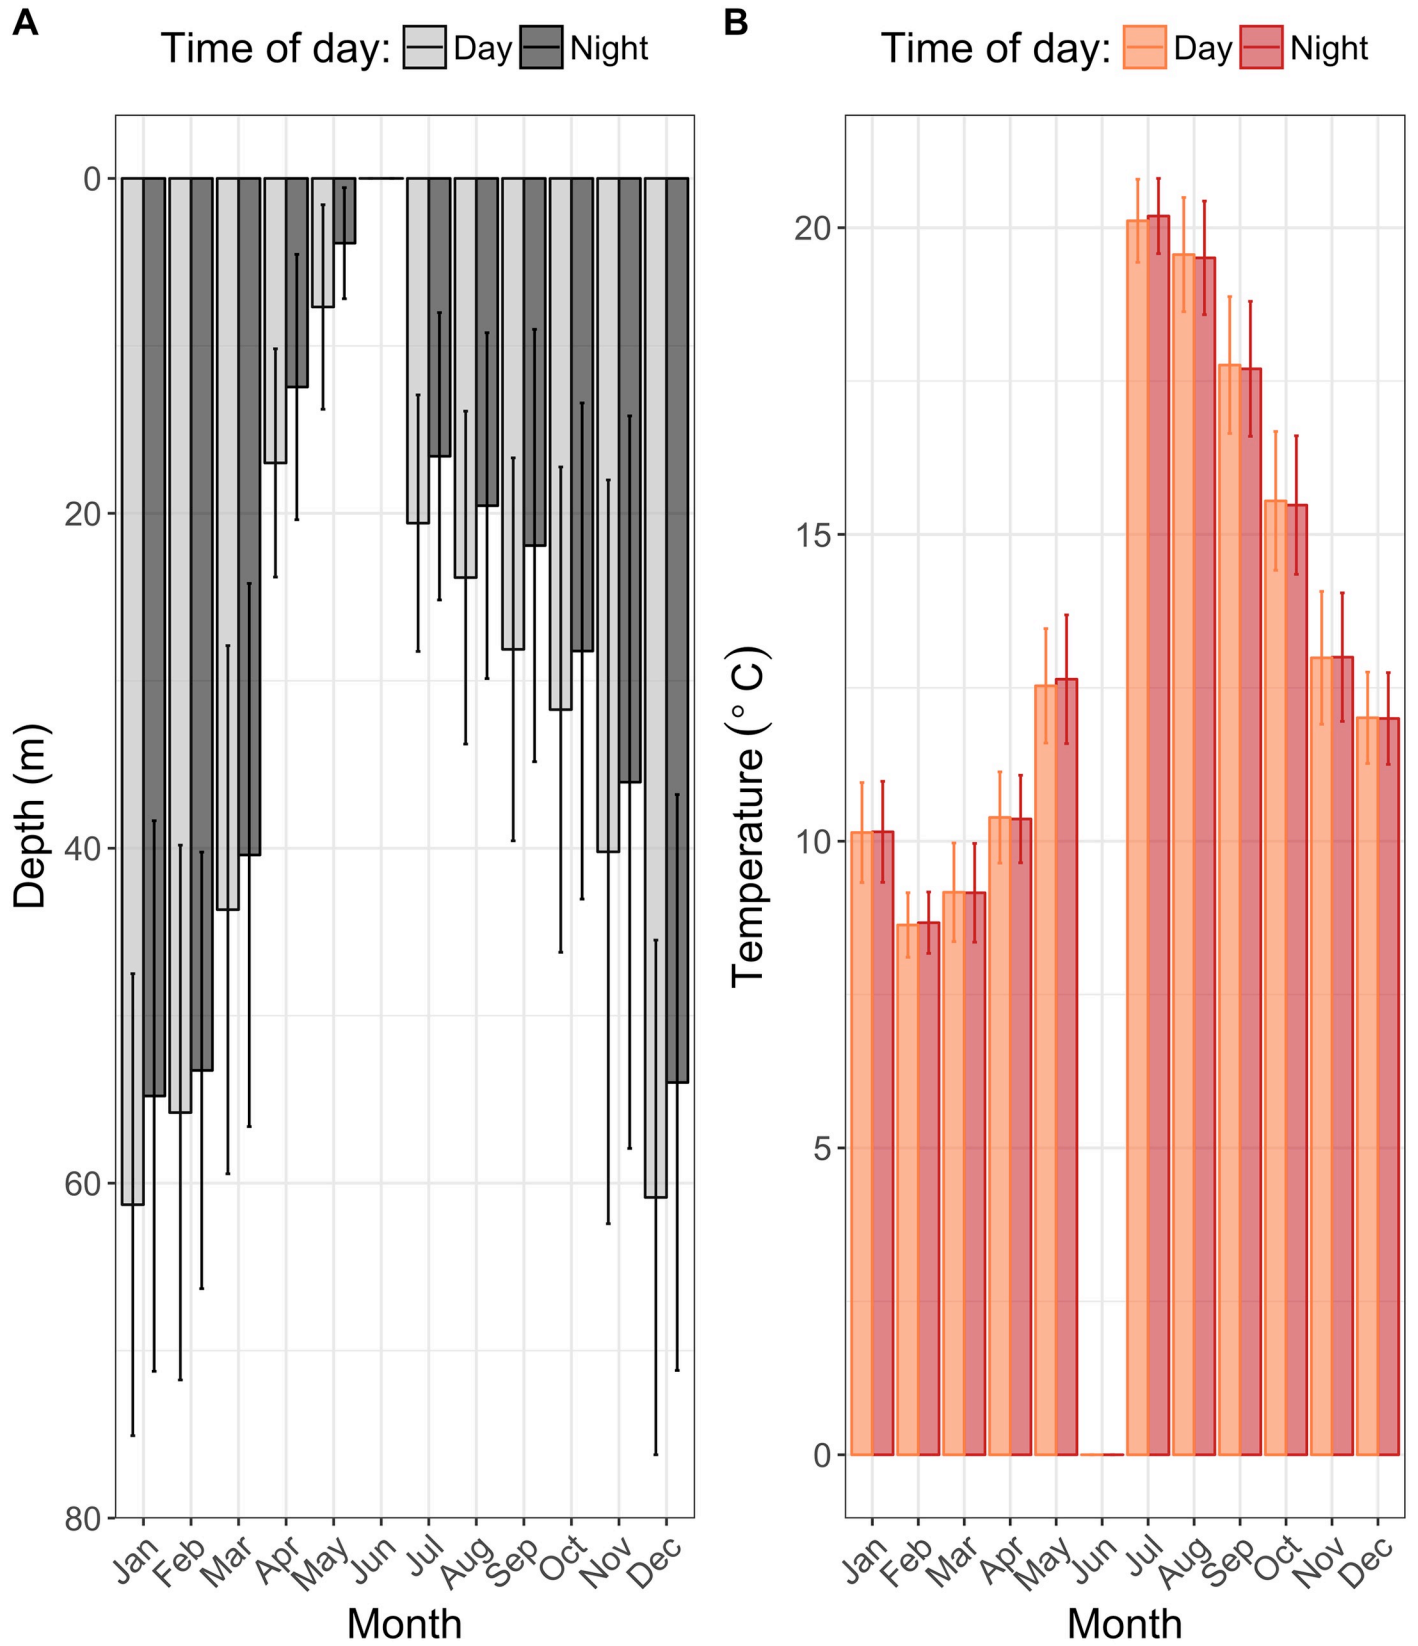 A
Time of day: Day Night
0
20
40
60
80
Depth (m)
Jan Feb Mar Apr May Jun Jul Aug Sep Oct Nov Dec
Month
B
Time of day: Day Night
20
15
10
5
0
Temperature (° C)
Jan Feb Mar Apr May Jun Jul Aug Sep Oct Nov Dec
Month